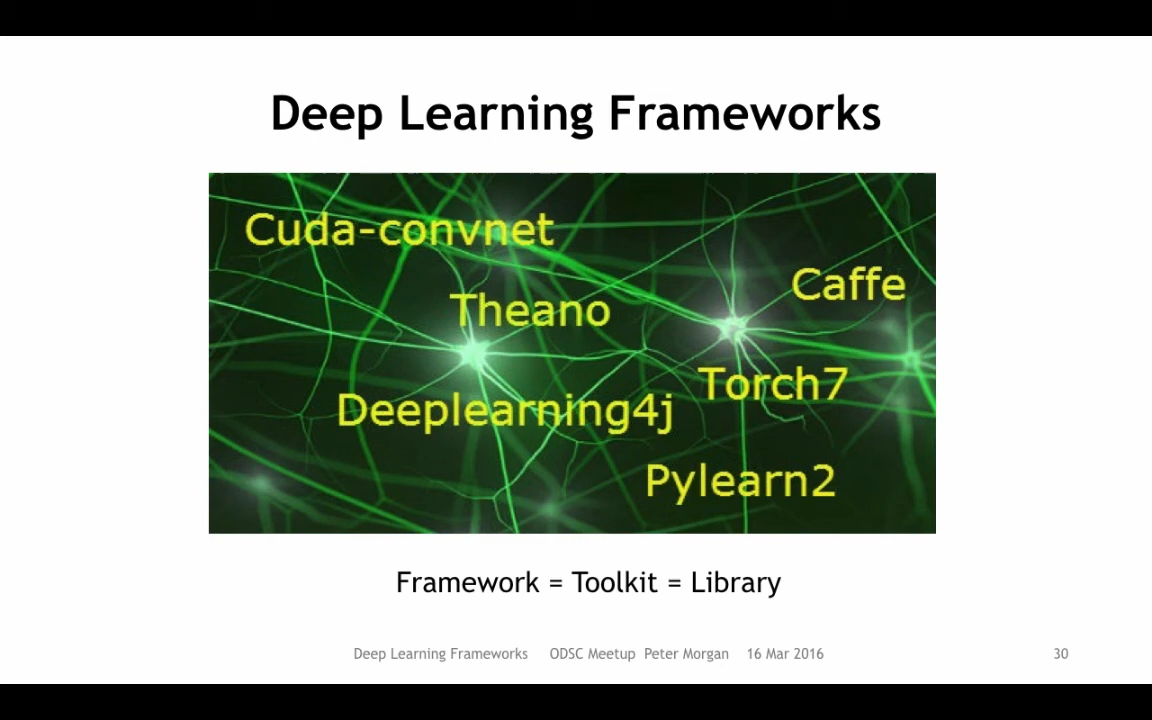 Deep Learning Frameworks
Cuda-convnet
Caffe
Theano
Torch7
Deeplearning4j
Pylearn2
Framework = Toolkit = Library
Deep Learning Frameworks ODSC Meetup Peter Morgan 16 Mar 2016 30